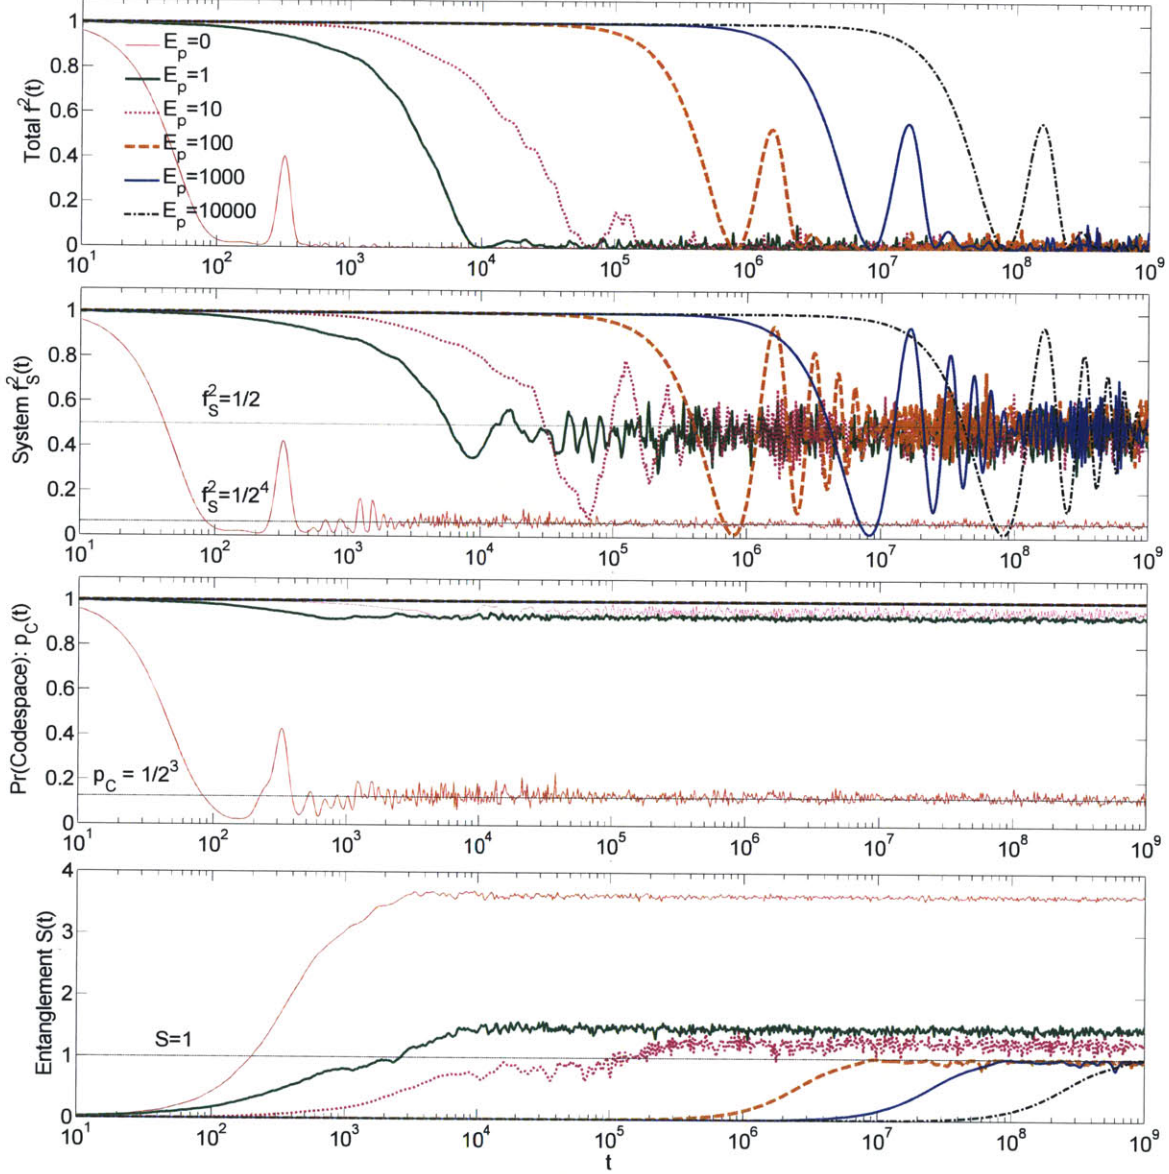 Total f²(t)
1
0.8
0.6
0.4
0.2
0
E_p=0
E_p=1
E_p=10
E_p=100
E_p=1000
E_p=10000
10¹ 10² 10³ 10⁴ 10⁵ 10⁶ 10⁷ 10⁸ 10⁹
System f_S²(t)
1
0.8
0.6
0.4
0.2
0
f_S²=1/2
f_S²=1/2⁴
10¹ 10² 10³ 10⁴ 10⁵ 10⁶ 10⁷ 10⁸ 10⁹
Pr(Codespace): p_C(t)
1
0.8
0.6
0.4
0.2
0
p_C = 1/2³
10¹ 10² 10³ 10⁴ 10⁵ 10⁶ 10⁷ 10⁸ 10⁹
Entanglement S(t)
4
3
2
1
0
S=1
10¹ 10² 10³ 10⁴ 10⁵ 10⁶ 10⁷ 10⁸ 10⁹
t